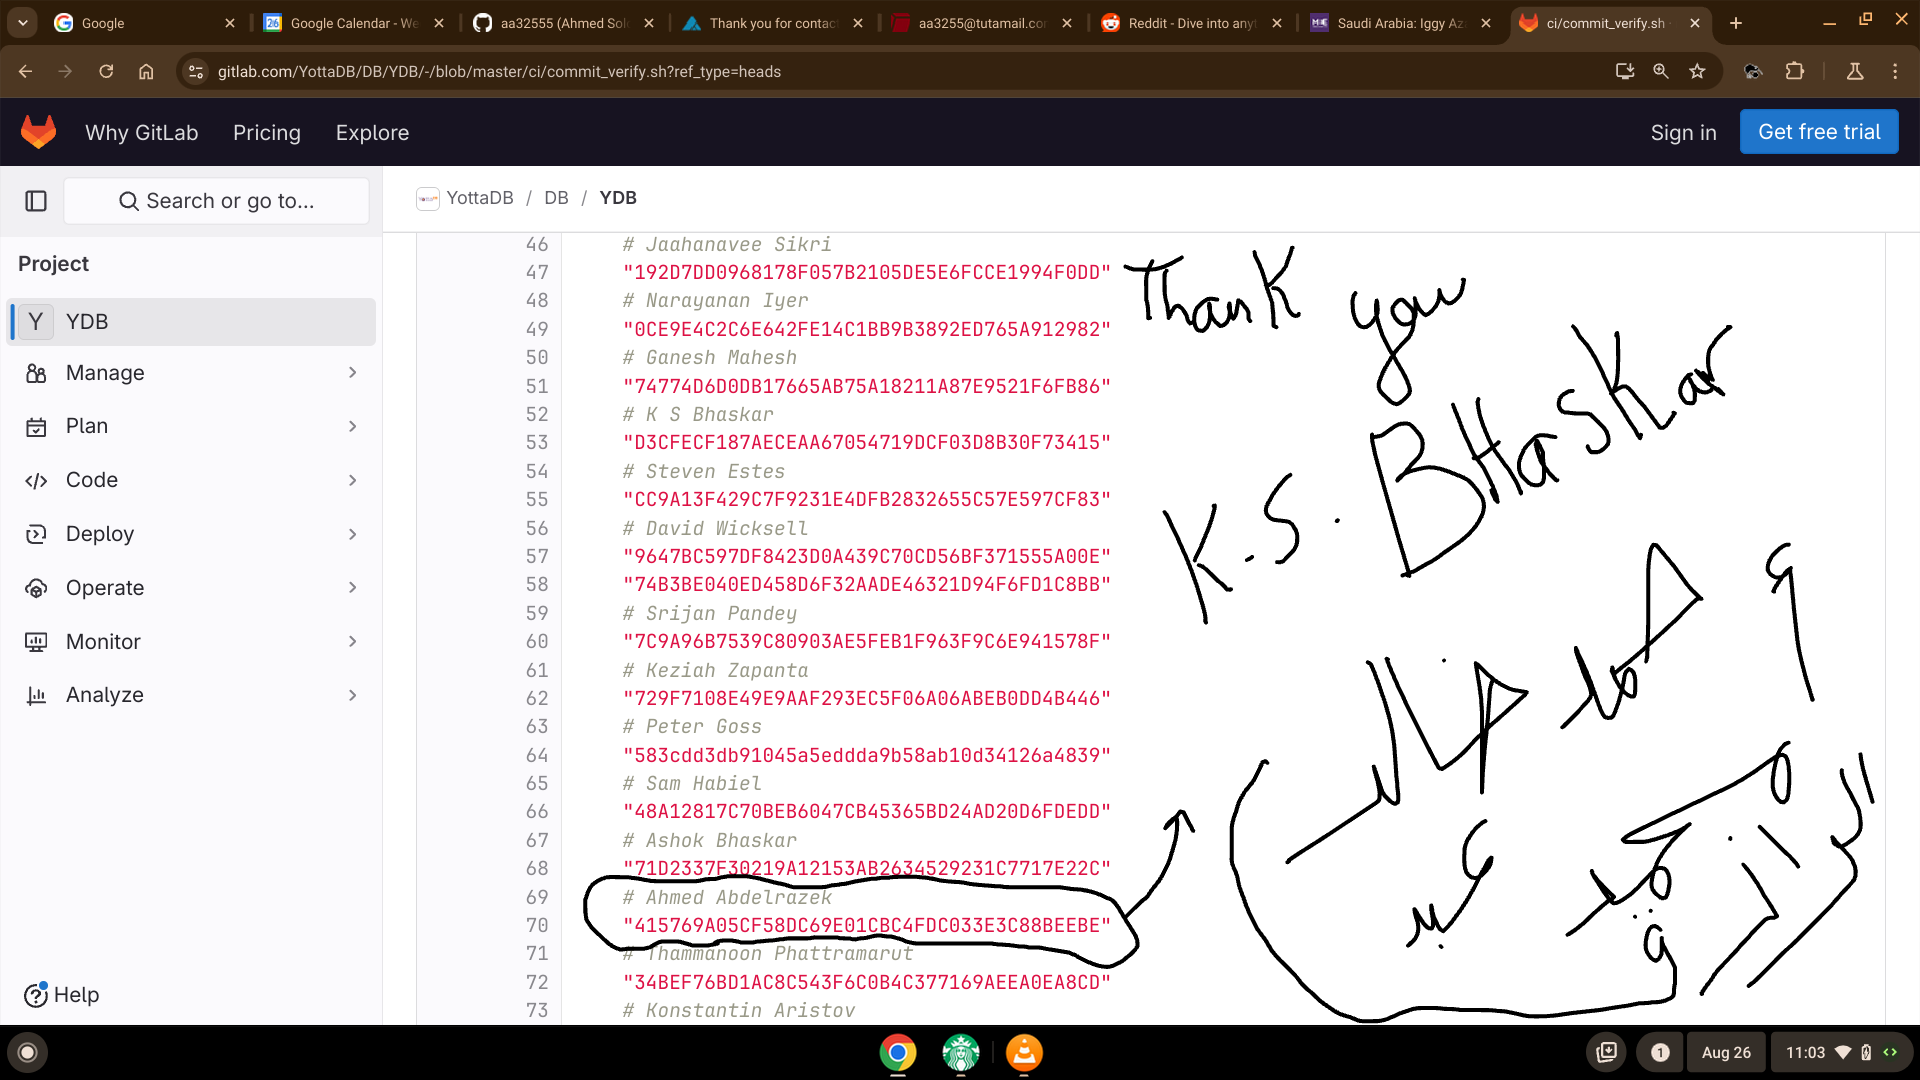 Google
Google Calendar - We
aa32555 (Ahmed Sol
Thank you for contac
aa3255@tutamail.co
Reddit - Dive into any
Saudi Arabia: Iggy Az
ci/commit_verify.sh
gitlab.com/YottaDB/DB/YDB/-/blob/master/ci/commit_verify.sh?ref_type=heads
Why GitLab
Pricing
Explore
Sign in
Get free trial
Search or go to...
YottaDB / DB / YDB
Project
Y YDB
Manage
Plan
Code
Deploy
Operate
Monitor
Analyze
Help
46 # Jaahanavee Sikri
47 "192D7DD0968178F057B2105DE5E6FCCE1994F0DD"
48 # Narayanan Iyer
49 "0CE9E4C2C6E642FE14C1BB9B3892ED765A912982"
50 # Ganesh Mahesh
51 "74774D6D0DB17665AB75A18211A87E9521F6FB86"
52 # K S Bhaskar
53 "D3CFECF187AECEAA67054719DCF03D8B30F73415"
54 # Steven Estes
55 "CC9A13F429C7F9231E4DFB2832655C57E597CF83"
56 # David Wicksell
57 "9647BC597DF8423D0A439C70CD56BF371555A00E"
58 "74B3BE040ED458D6F32AADE46321D94F6FD1C8BB"
59 # Srijan Pandey
60 "7C9A96B7539C80903AE5FEB1F963F9C6E941578F"
61 # Keziah Zapanta
62 "729F7108E49E9AAF293EC5F06A06ABEB0DD4B446"
63 # Peter Goss
64 "583cdd3db91045a5eddda9b58ab10d34126a4839"
65 # Sam Habiel
66 "48A12817C70BEB6047CB45365BD24AD20D6FDEDD"
67 # Ashok Bhaskar
68 "71D2337F30219A12153AB2634529231C7717E22C"
69 # Ahmed Abdelrazek
70 "415769A05CF58DC69E01CBC4FDC033E3C88BEEBE"
71 # Thammanoon Phattramarut
72 "34BEF76BD1AC8C543F6C0B4C377169AEEA0EA8CD"
73 # Konstantin Aristov
Thank you
K.S. BHasKar
1
Aug 26
11:03